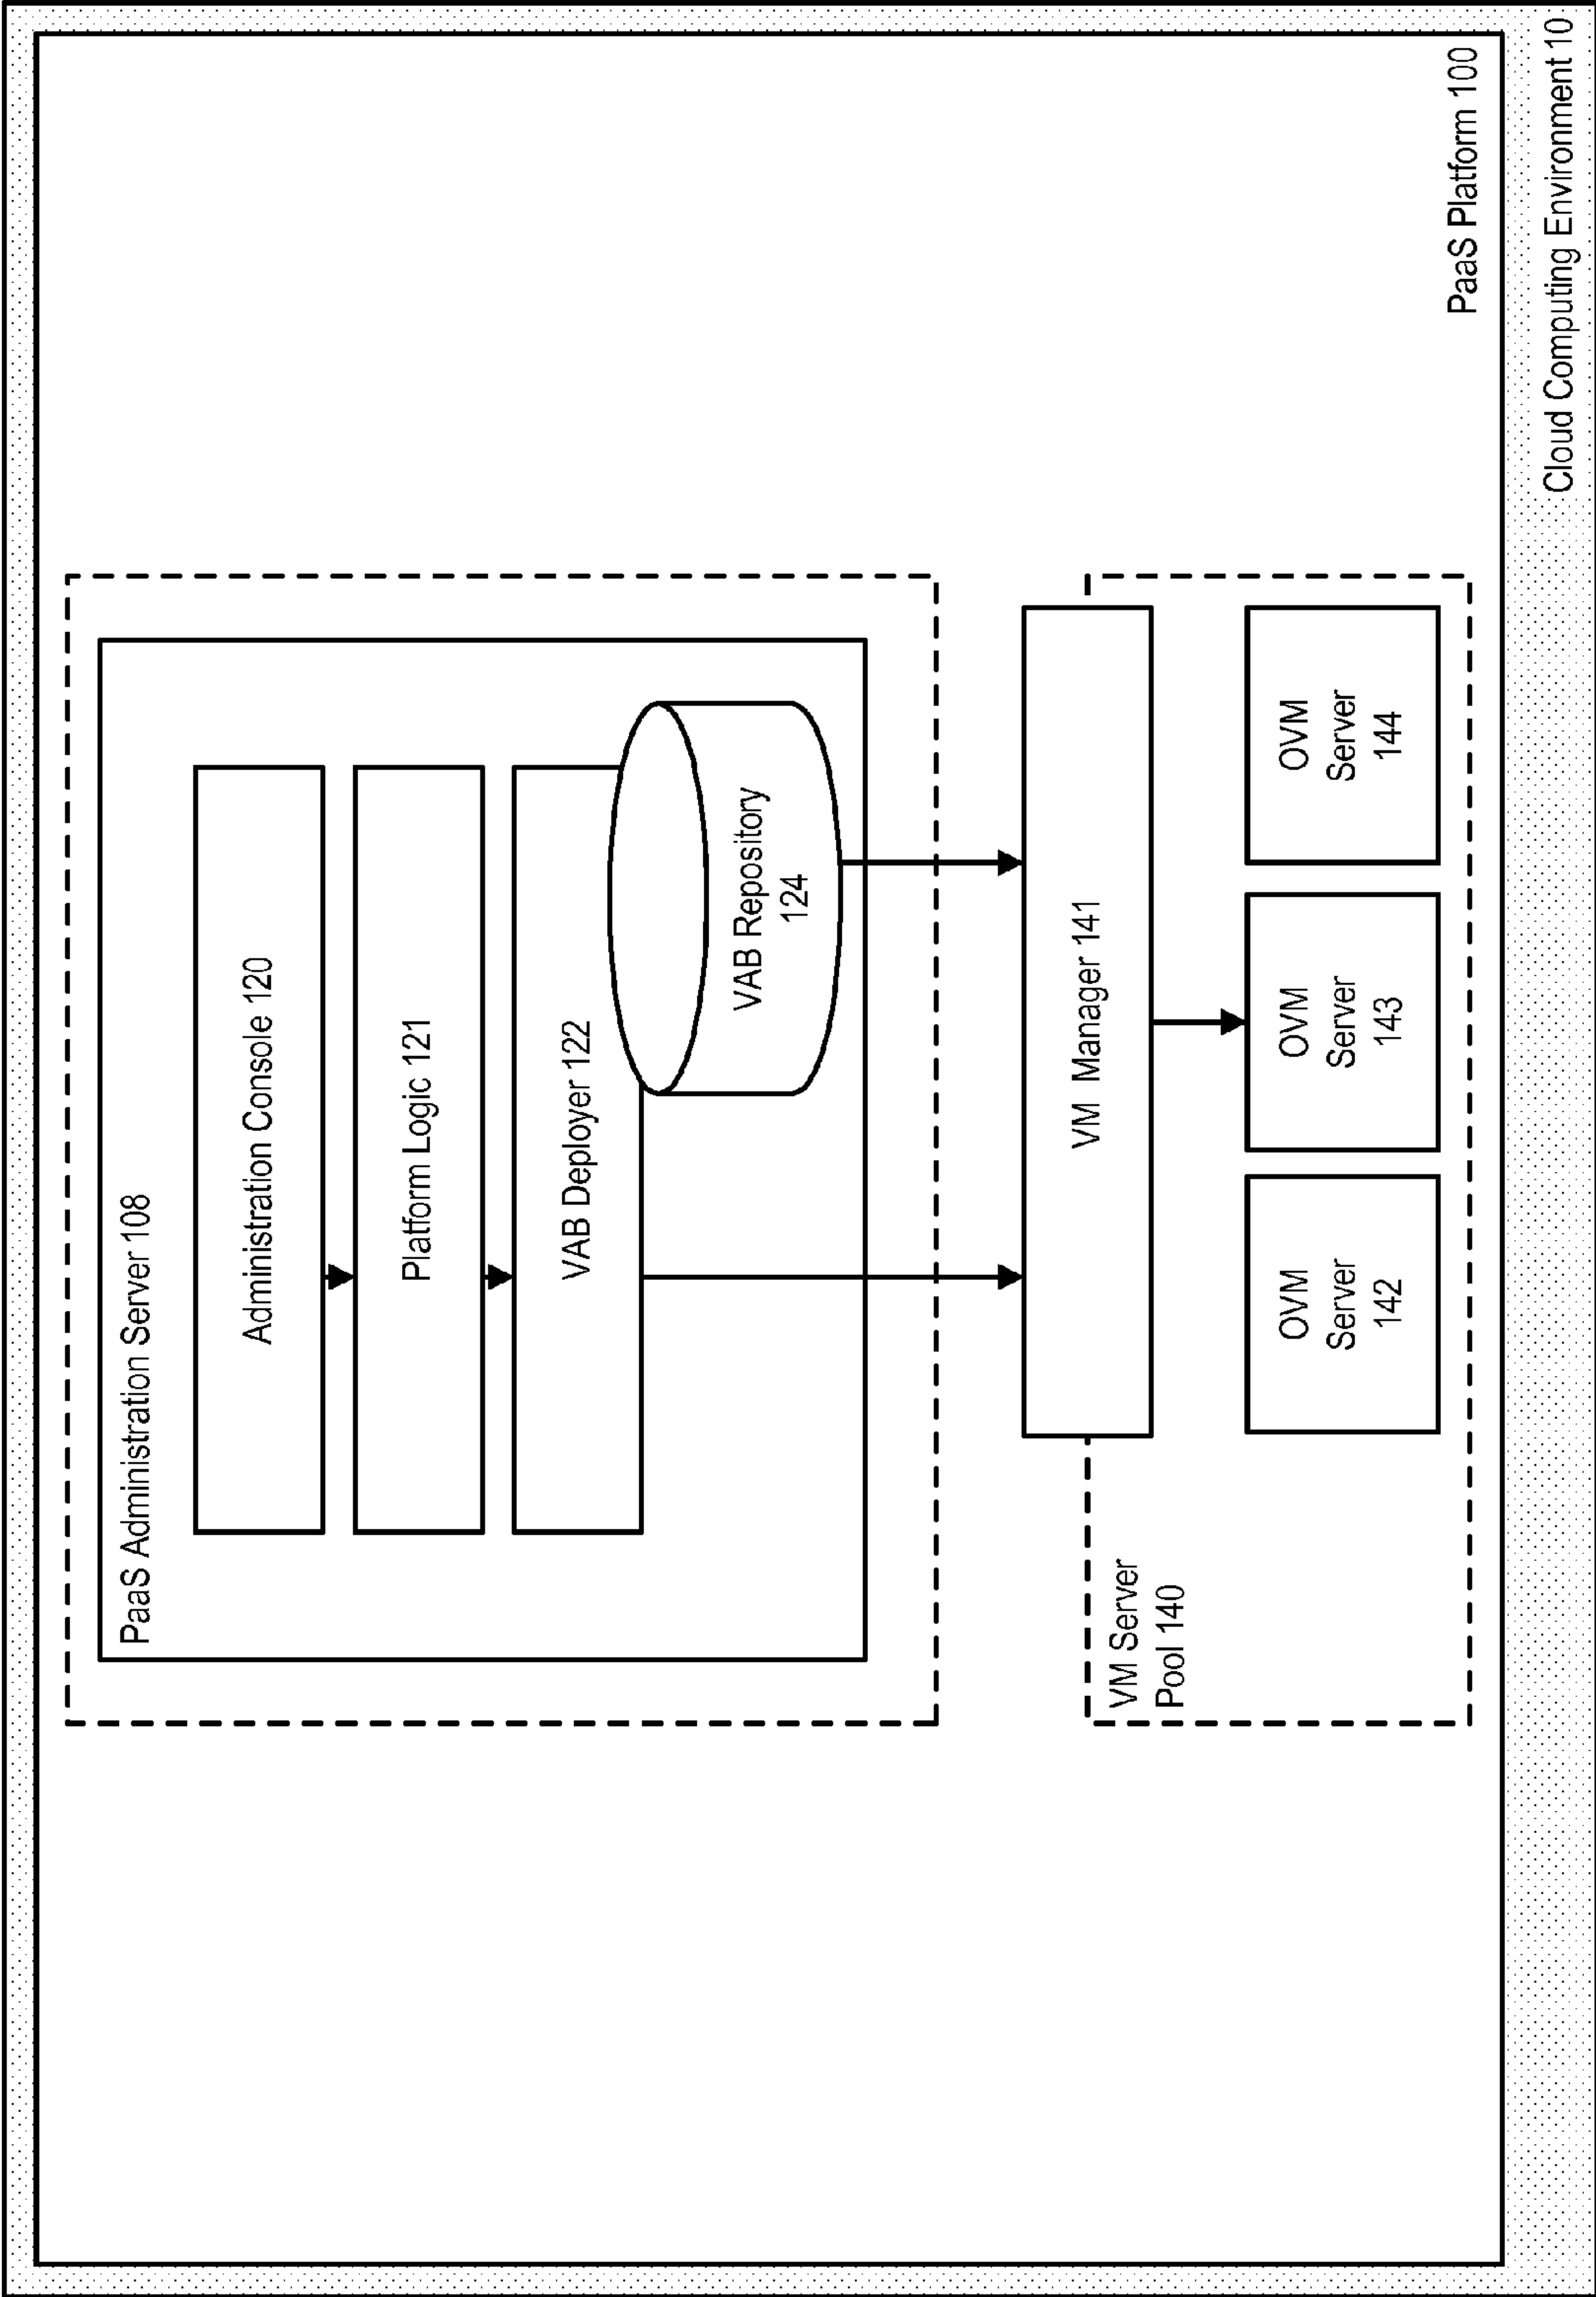 PaaS Administration Server 108
Administration Console 120
Platform Logic 121
VAB Deployer 122
VAB Repository
124
VM Manager 141
VM Server
Pool 140
OVM
Server
142
OVM
Server
143
OVM
Server
144
PaaS Platform 100
Cloud Computing Environment 10